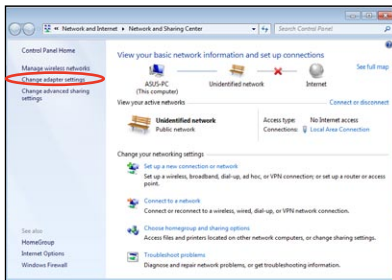 Network and Internet ▸ Network and Sharing Center
Search Control Panel
Control Panel Home
Manage wireless networks
Change adapter settings
Change advanced sharing
settings
See also
HomeGroup
Internet Options
Windows Firewall
View your basic network information and set up connections
See full map
ASUS-PC
(This computer)
Unidentified network
Internet
View your active networks
Connect or disconnect
Unidentified network
Public network
Access type: No Internet access
Connections: Local Area Connection
Change your networking settings
Set up a new connection or network
Set up a wireless, broadband, dial-up, ad hoc, or VPN connection; or set up a router or access
point.
Connect to a network
Connect or reconnect to a wireless, wired, dial-up, or VPN network connection.
Choose homegroup and sharing options
Access files and printers located on other network computers, or change sharing settings.
Troubleshoot problems
Diagnose and repair network problems, or get troubleshooting information.